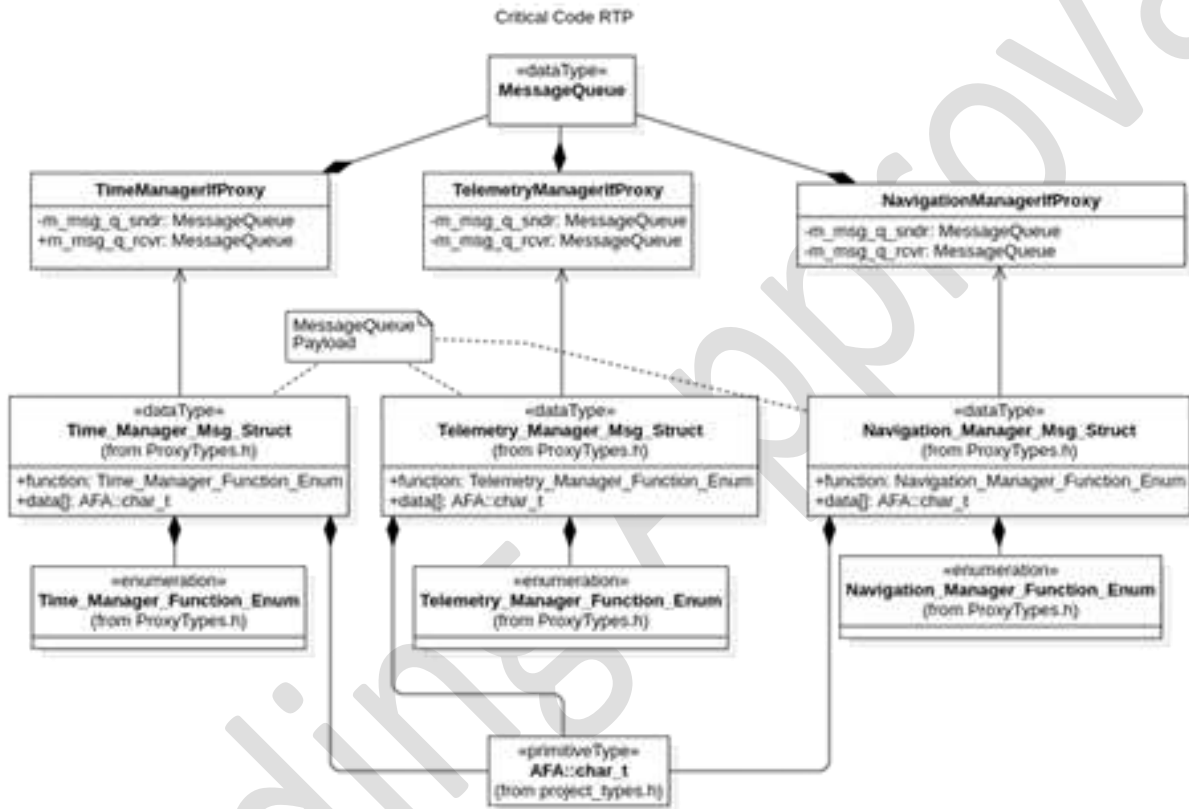 Critical Code RTP
«dataType»
MessageQueue
TimeManagerIfProxy
-m_msg_q_sndr: MessageQueue
+m_msg_q_rcvr: MessageQueue
TelemetryManagerIfProxy
-m_msg_q_sndr: MessageQueue
-m_msg_q_rcvr: MessageQueue
NavigationManagerIfProxy
-m_msg_q_sndr: MessageQueue
-m_msg_q_rcvr: MessageQueue
MessageQueue
Payload
«dataType»
Time_Manager_Msg_Struct
(from ProxyTypes.h)
+function: Time_Manager_Function_Enum
+data[]: AFA::char_t
«dataType»
Telemetry_Manager_Msg_Struct
(from ProxyTypes.h)
+function: Telemetry_Manager_Function_Enum
+data[]: AFA::char_t
«dataType»
Navigation_Manager_Msg_Struct
(from ProxyTypes.h)
+function: Navigation_Manager_Function_Enum
+data[]: AFA::char_t
«enumeration»
Time_Manager_Function_Enum
(from ProxyTypes.h)
«enumeration»
Telemetry_Manager_Function_Enum
(from ProxyTypes.h)
«enumeration»
Navigation_Manager_Function_Enum
(from ProxyTypes.h)
«primitiveType»
AFA::char_t
(from project_types.h)